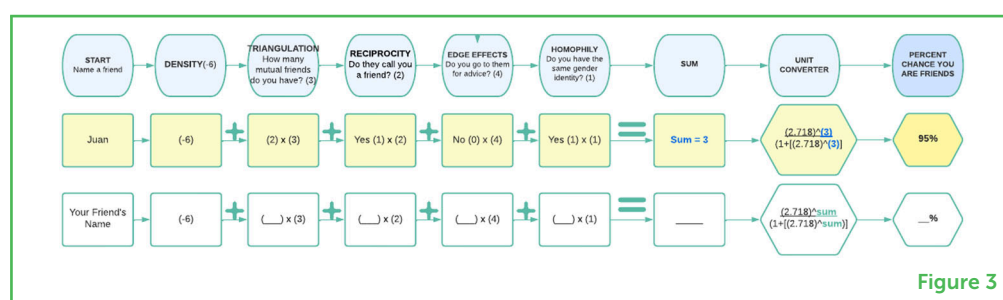 START
Name a friend
DENSITY(-6)
TRIANGULATION
How many
mutual friends
do you have? (3)
RECIPROCITY
Do they call you
a friend? (2)
EDGE EFFECTS
Do you go to them
for advice? (4)
HOMOPHILY
Do you have the
same gender
identity? (1)
SUM
UNIT
CONVERTER
PERCENT
CHANCE YOU
ARE FRIENDS
Juan
(-6)
+
(2) x (3)
+
Yes (1) x (2)
+
No (0) x (4)
+
Yes (1) x (1)
=
Sum = 3
(2.718)^(3)
(1+[(2.718)^(3)]
95%
Your Friend's
Name
(-6)
+
(__) x (3)
+
(__) x (2)
+
(__) x (4)
+
(__) x (1)
=
____
(2.718)^sum
(1+[(2.718)^sum)]
__%
Figure 3